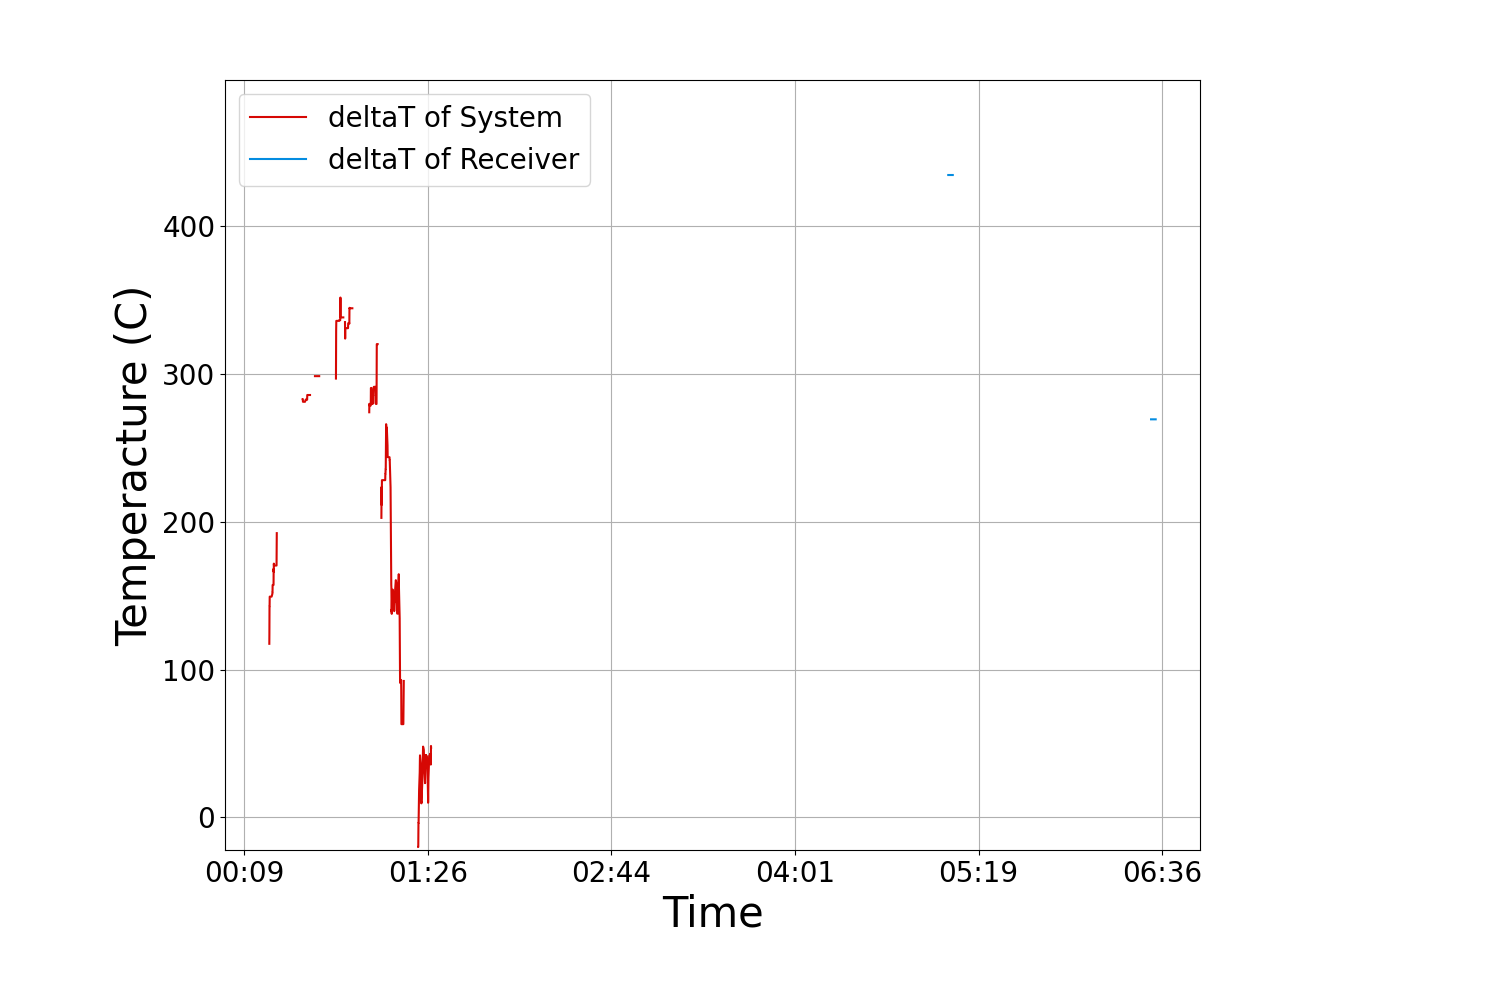 deltaT of System
deltaT of Receiver
Temperacture (C)
400
300
200
100
0
00:09 01:26 02:44 04:01 05:19 06:36
Time